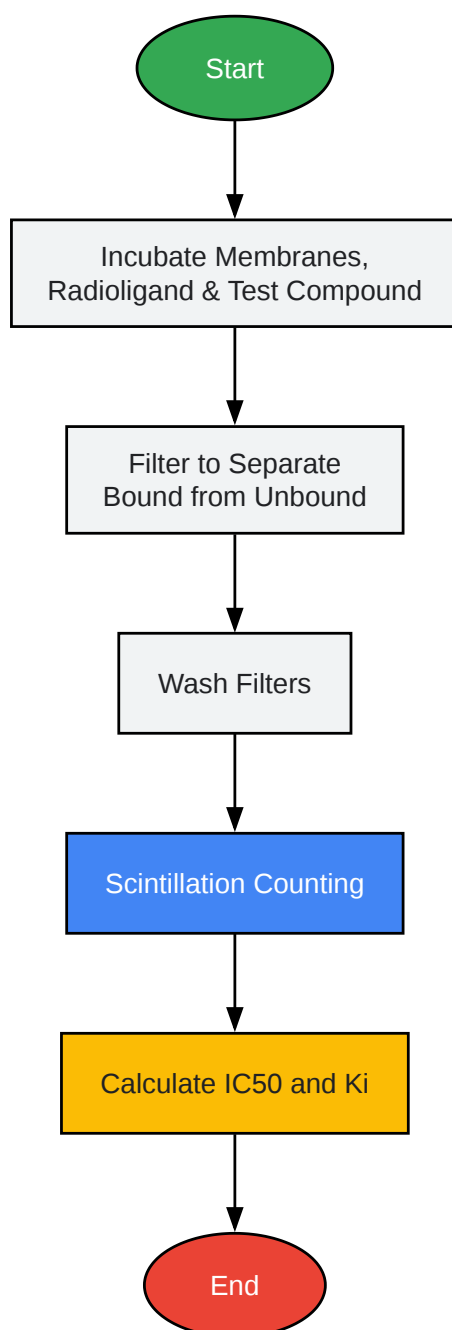 Start
Incubate Membranes,
Radioligand & Test Compound
Filter to Separate
Bound from Unbound
Wash Filters
Scintillation Counting
Calculate IC50 and Ki
End